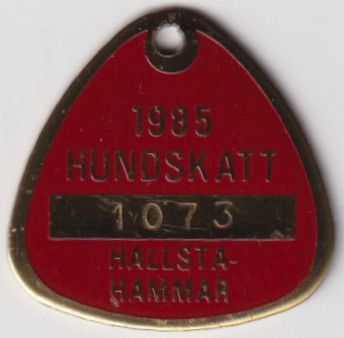 1985
HUNDSKATT
1073
HALLSTA-
HAMMAR